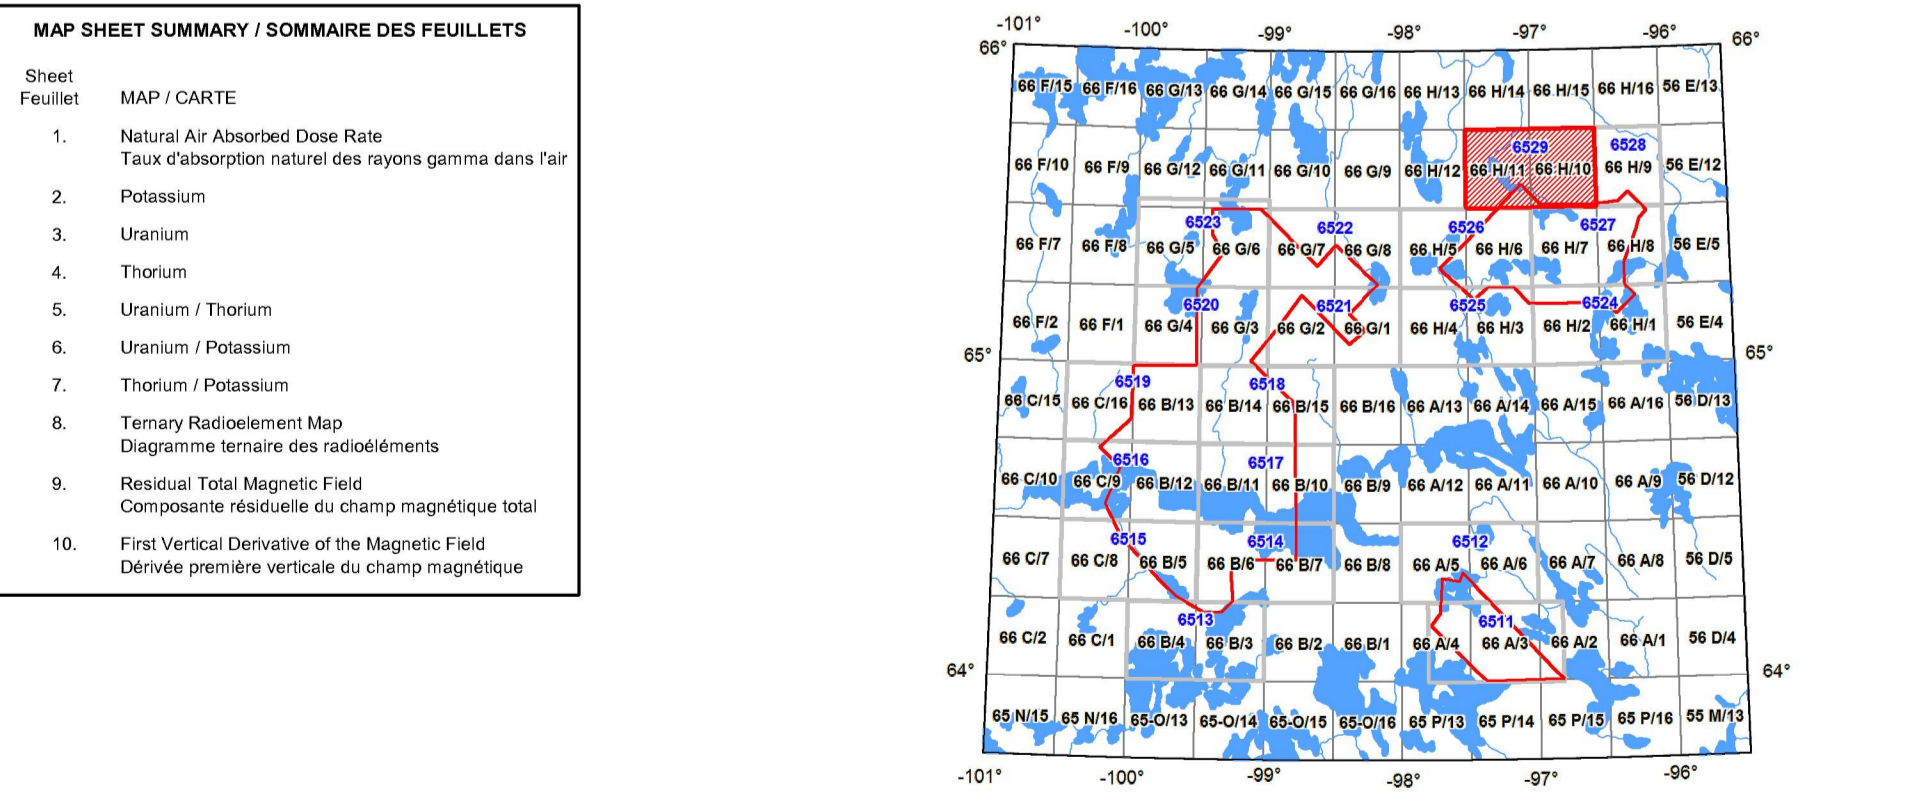 MAP SHEET SUMMARY / SOMMAIRE DES FEUILLETS
Sheet
Feuillet MAP / CARTE
1. Natural Air Absorbed Dose Rate
Taux d'absorption naturel des rayons gamma dans l'air
2. Potassium
3. Uranium
4. Thorium
5. Uranium / Thorium
6. Uranium / Potassium
7. Thorium / Potassium
8. Ternary Radioelement Map
Diagramme ternaire des radioéléments
9. Residual Total Magnetic Field
Composante résiduelle du champ magnétique total
10. First Vertical Derivative of the Magnetic Field
Dérivée première verticale du champ magnétique
-101° -100° -99° -98° -97° -96°
66° 66°
66 F/15 66 F/16 66 G/13 66 G/14 66 G/15 66 G/16 66 H/13 66 H/14 66 H/15 66 H/16 56 E/13
6529 6528
66 F/10 66 F/9 66 G/12 66 G/11 66 G/10 66 G/9 66 H/12 66 H/11 66 H/10 66 H/9 56 E/12
6523 6522 6526 6527
66 F/7 66 F/8 66 G/5 66 G/6 66 G/7 66 G/8 66 H/5 66 H/6 66 H/7 66 H/8 56 E/5
6520 6521 6525 6524
66 F/2 66 F/1 66 G/4 66 G/3 66 G/2 66 G/1 66 H/4 66 H/3 66 H/2 66 H/1 56 E/4
65° 65°
6519 6518
66 C/15 66 C/16 66 B/13 66 B/14 66 B/15 66 B/16 66 A/13 66 A/14 66 A/15 66 A/16 56 D/13
6516 6517
66 C/10 66 C/9 66 B/12 66 B/11 66 B/10 66 B/9 66 A/12 66 A/11 66 A/10 66 A/9 56 D/12
6515 6514 6512
66 C/7 66 C/8 66 B/5 66 B/6 66 B/7 66 B/8 66 A/5 66 A/6 66 A/7 66 A/8 56 D/5
6513 6511
66 C/2 66 C/1 66 B/4 66 B/3 66 B/2 66 B/1 66 A/4 66 A/3 66 A/2 66 A/1 56 D/4
64° 64°
65 N/15 65 N/16 65-O/13 65-O/14 65-O/15 65-O/16 65 P/13 65 P/14 65 P/15 65 P/16 55 M/13
-101° -100° -99° -98° -97° -96°